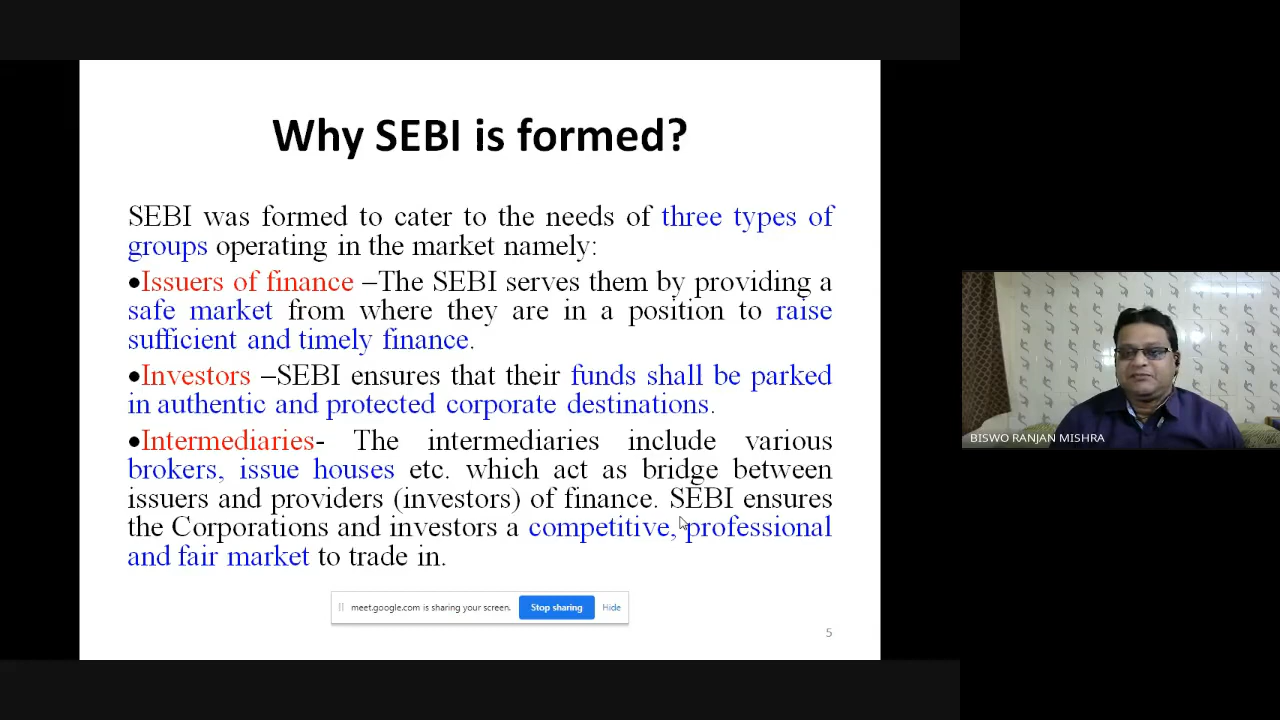 Why SEBI is formed?
SEBI was formed to cater to the needs of three types of
groups operating in the market namely:
•Issuers of finance –The SEBI serves them by providing a
safe market from where they are in a position to raise
sufficient and timely finance.
•Investors –SEBI ensures that their funds shall be parked
in authentic and protected corporate destinations.
•Intermediaries- The intermediaries include various
brokers, issue houses etc. which act as bridge between
issuers and providers (investors) of finance. SEBI ensures
the Corporations and investors a competitive, professional
and fair market to trade in.
meet.google.com is sharing your screen. Stop sharing Hide
5
BISWO RANJAN MISHRA